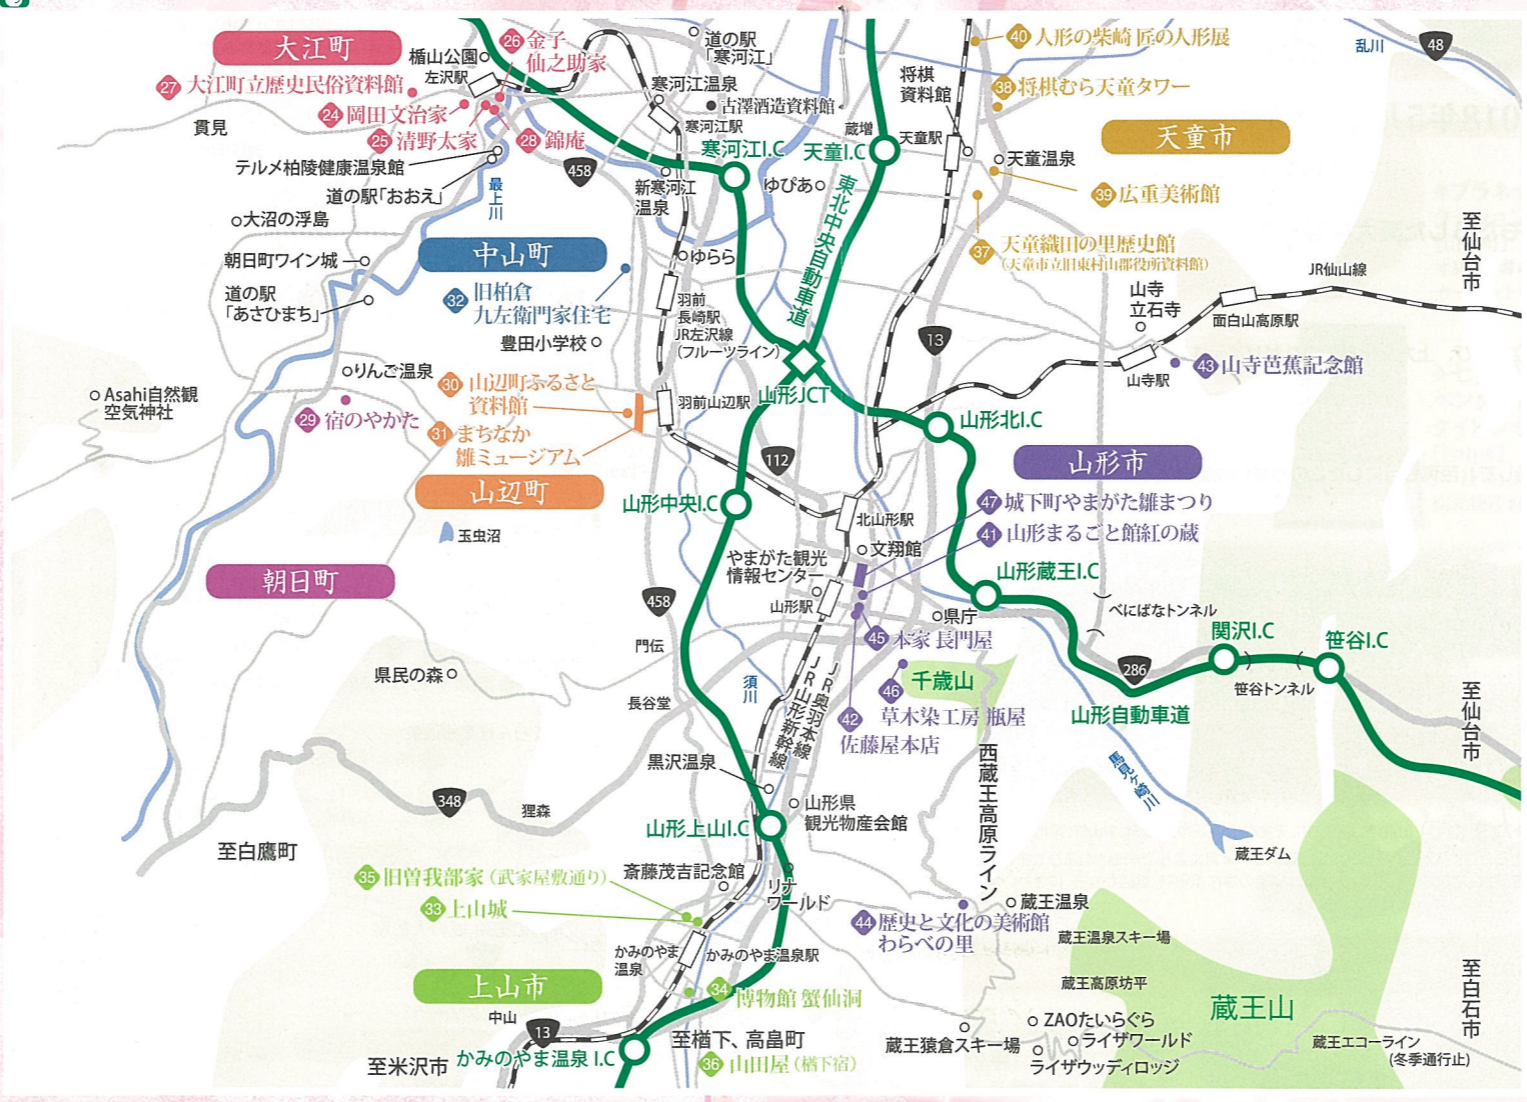 大江町
27 大江町立歴史民俗資料館
24 岡田文治家
25 清野太家
26 金子
仙之助家
28 錦庵
楯山公園
左沢駅
貫見
テルメ柏陵健康温泉館
道の駅「おおえ」
最上川
大沼の浮島
朝日町ワイン城
道の駅
「あさひまち」
りんご温泉
Asahi自然観
空気神社
29 宿のやかた
朝日町
道の駅
「寒河江」
寒河江温泉
古澤酒造資料館
寒河江駅
寒河江I.C
458
新寒河江
温泉
ゆぴあ
ゆらら
天童I.C
蔵増
東北中央自動車道
中山町
32 旧柏倉
九左衛門家住宅
豊田小学校
羽前
長崎駅
JR左沢線
(フルーツライン)
30 山辺町ふるさと
資料館
31 まちなか
雛ミュージアム
山辺町
羽前山辺駅
玉虫沼
山形JCT
112
山形中央I.C
40 人形の柴崎 匠の人形展
38 将棋むら天童タワー
将棋
資料館
天童駅
天童市
天童温泉
39 広重美術館
37 天童織田の里歴史館
(天童市立旧東村山郡役所資料館)
乱川
48
至仙台市
JR仙山線
山寺
立石寺
面白山高原駅
山寺駅
43 山寺芭蕉記念館
13
山形北I.C
山形市
47 城下町やまがた雛まつり
41 山形まるごと館紅の蔵
北山形駅
文翔館
やまがた観光
情報センター
山形駅
山形蔵王I.C
県庁
べにばなトンネル
関沢I.C
笹谷I.C
286
笹谷トンネル
山形自動車道
至仙台市
45 本家 長門屋
46
千歳山
草木染工房 瓶屋
42
佐藤屋本店
458
門伝
須川
長谷堂
JR奥羽本線
JR山形新幹線
県民の森
黒沢温泉
348
狸森
至白鷹町
山形県
観光物産会館
山形上山I.C
西蔵王高原ライン
馬見ヶ崎川
蔵王ダム
斎藤茂吉記念館
リナ
ワールド
35 旧曽我部家(武家屋敷通り)
33 上山城
かみのやま
温泉
かみのやま温泉駅
上山市
34 博物館 蟹仙洞
中山
13
至米沢市
かみのやま温泉 I.C
至楢下、高畠町
36 山田屋(楢下宿)
44 歴史と文化の美術館
わらべの里
蔵王温泉
蔵王温泉スキー場
蔵王高原坊平
蔵王山
ZAOたいらぐら
ライザワールド
ライザウッディロッジ
蔵王猿倉スキー場
蔵王エコーライン
(冬季通行止)
至白石市